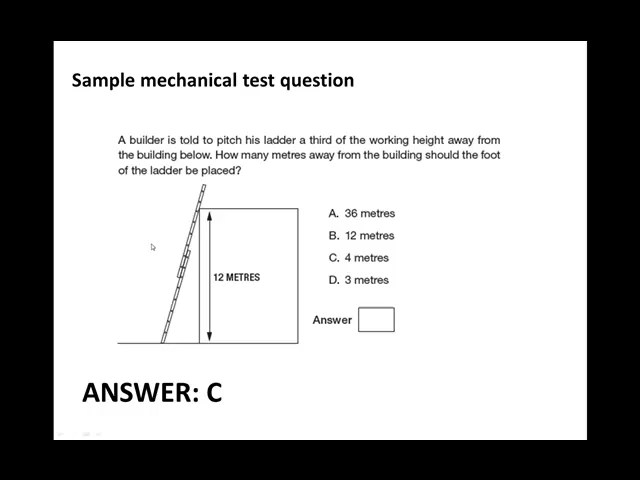 Sample mechanical test question
A builder is told to pitch his ladder a third of the working height away from
the building below. How many metres away from the building should the foot
of the ladder be placed?
A. 36 metres
B. 12 metres
C. 4 metres
D. 3 metres
12 METRES
Answer
ANSWER: C